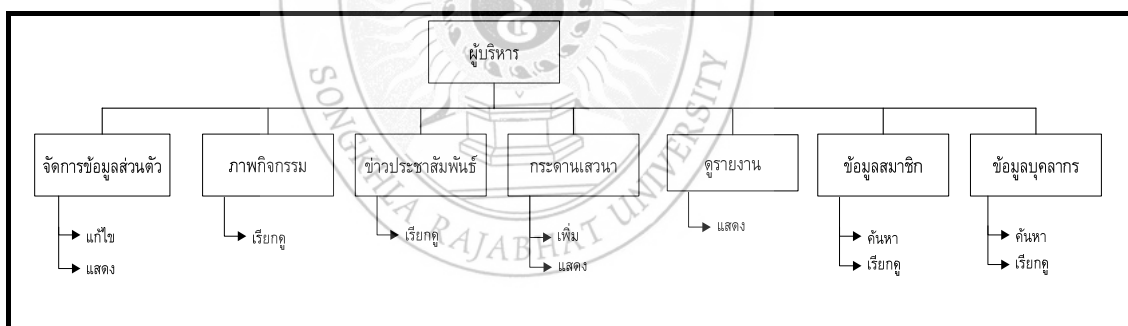 ผู้บริหาร
จัดการข้อมูลส่วนตัว
ภาพกิจกรรม
ข่าวประชาสัมพันธ์
กระดานเสวนา
ดูรายงาน
ข้อมูลสมาชิก
ข้อมูลบุคลากร
แก้ไข
แสดง
เรียกดู
เรียกดู
เพิ่ม
แสดง
แสดง
ค้นหา
เรียกดู
ค้นหา
เรียกดู
SONGKHLA RAJABHAT UNIVERSITY